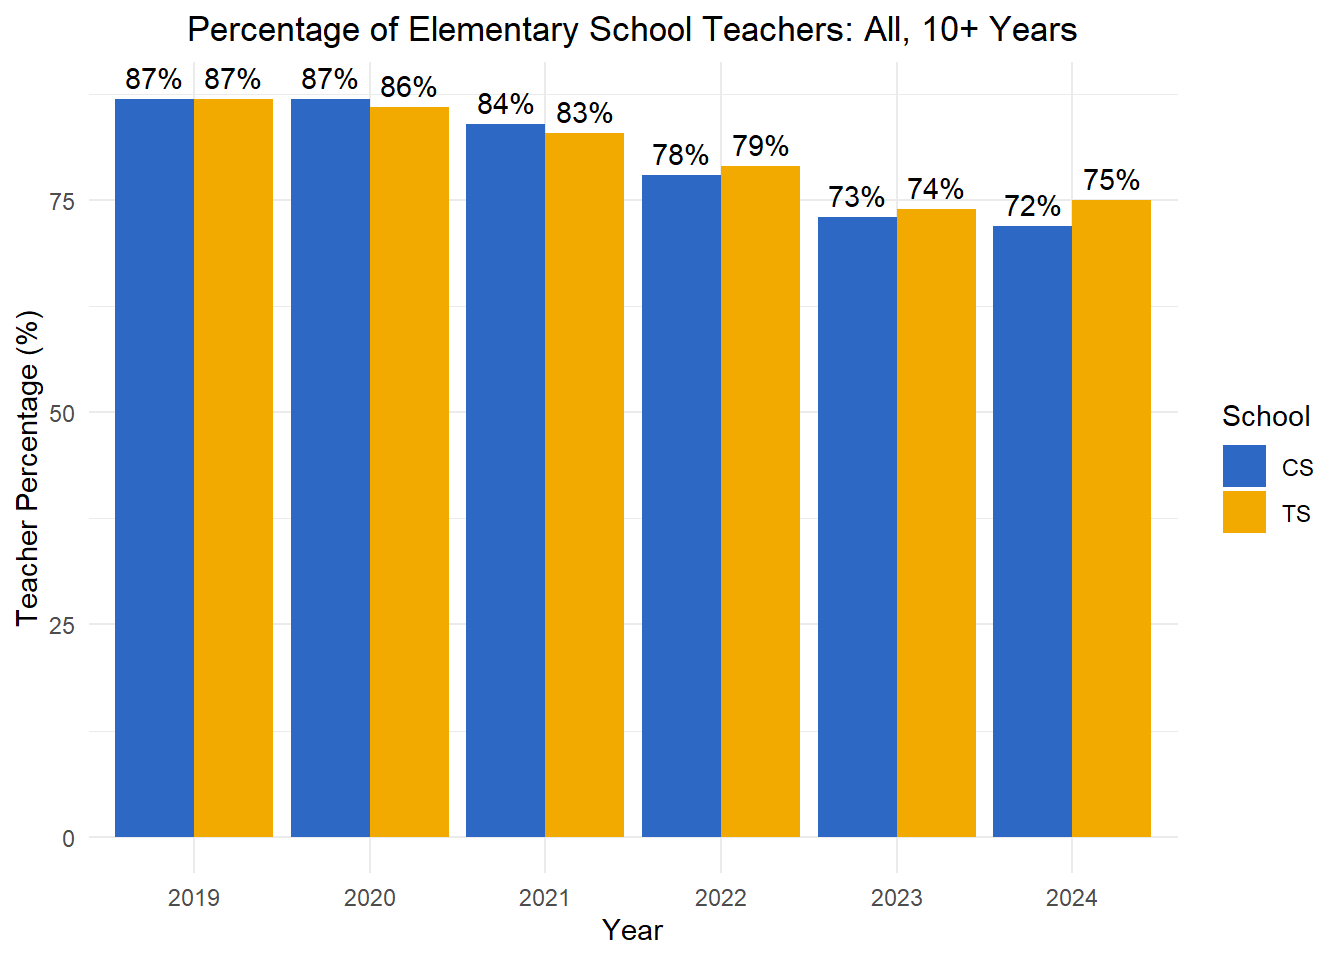 Percentage of Elementary School Teachers: All, 10+ Years
87% 87% 87% 86% 84% 83% 78% 79% 73% 74% 72% 75%
75
50
25
0
Teacher Percentage (%)
2019 2020 2021 2022 2023 2024
Year
School
CS
TS